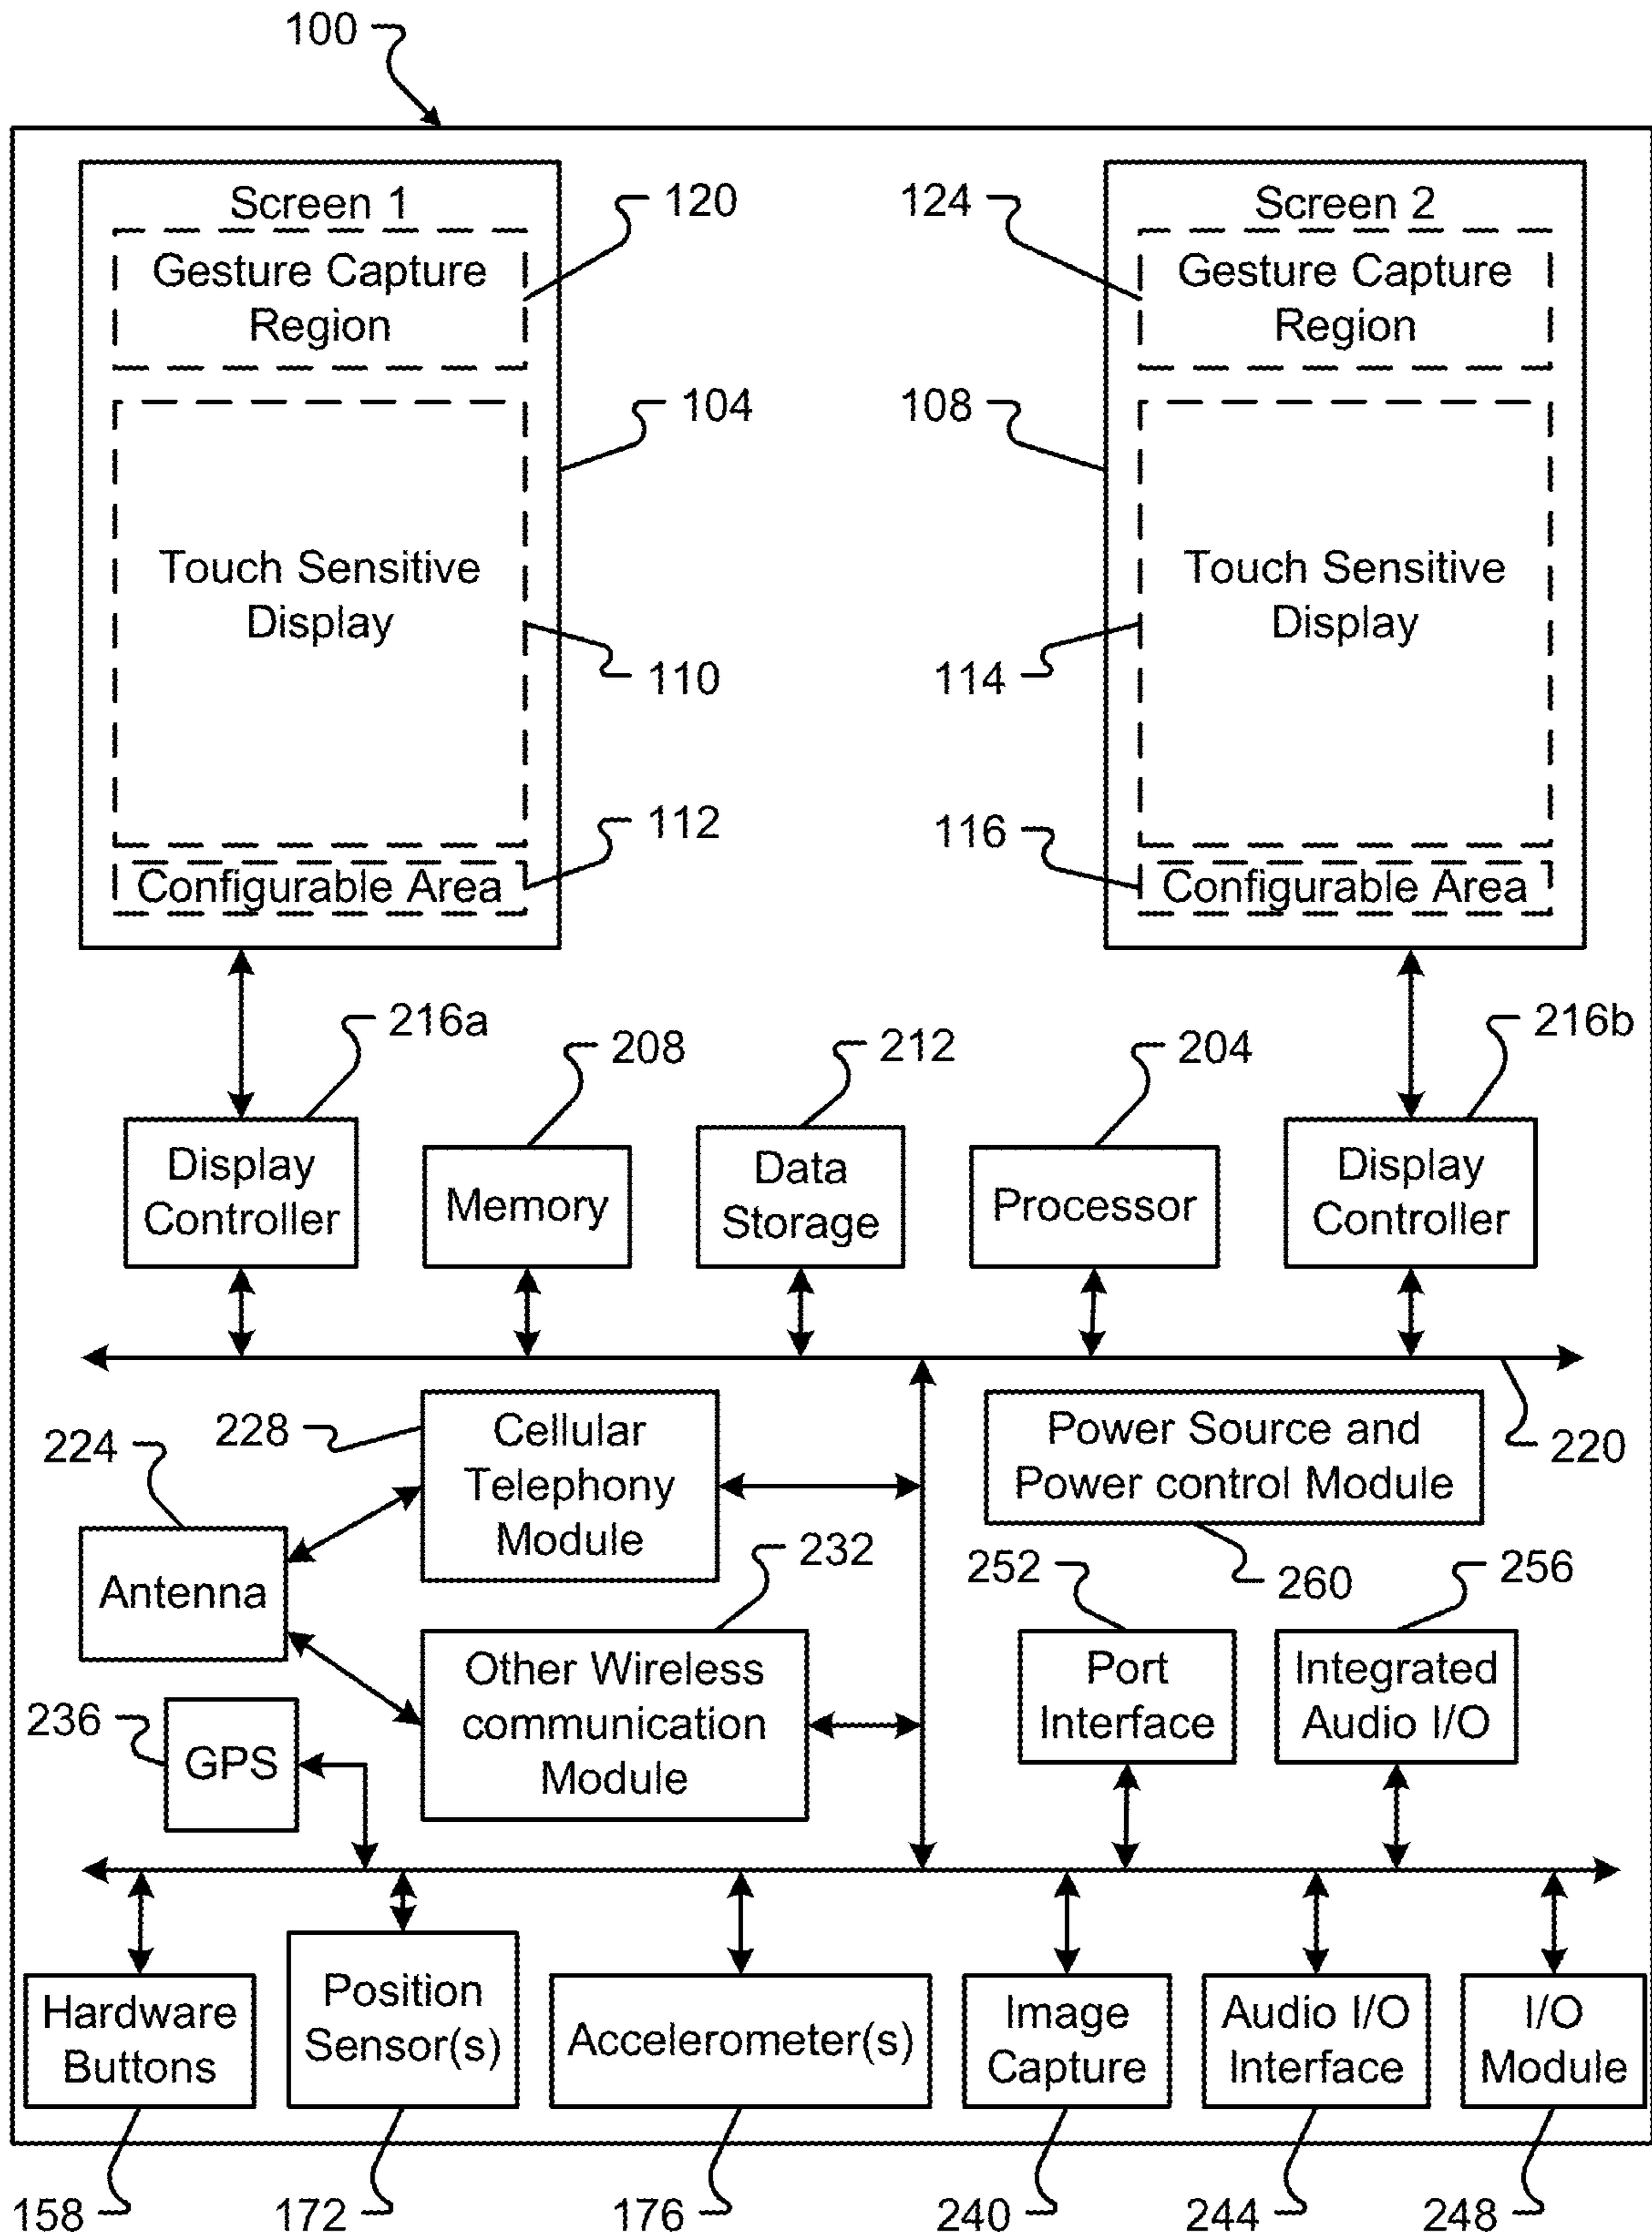 100
Screen 1
Gesture Capture
Region
120
Touch Sensitive
Display
104
110
Configurable Area
112
Screen 2
124
Gesture Capture
Region
108
Touch Sensitive
Display
114
116
Configurable Area
216a
208
212
204
216b
Display
Controller
Memory
Data
Storage
Processor
Display
Controller
224
228
Cellular
Telephony
Module
Power Source and
Power control Module
220
Antenna
232
252
260
256
Other Wireless
communication
Module
Port
Interface
Integrated
Audio I/O
236
GPS
Hardware
Buttons
Position
Sensor(s)
Accelerometer(s)
Image
Capture
Audio I/O
Interface
I/O
Module
158
172
176
240
244
248